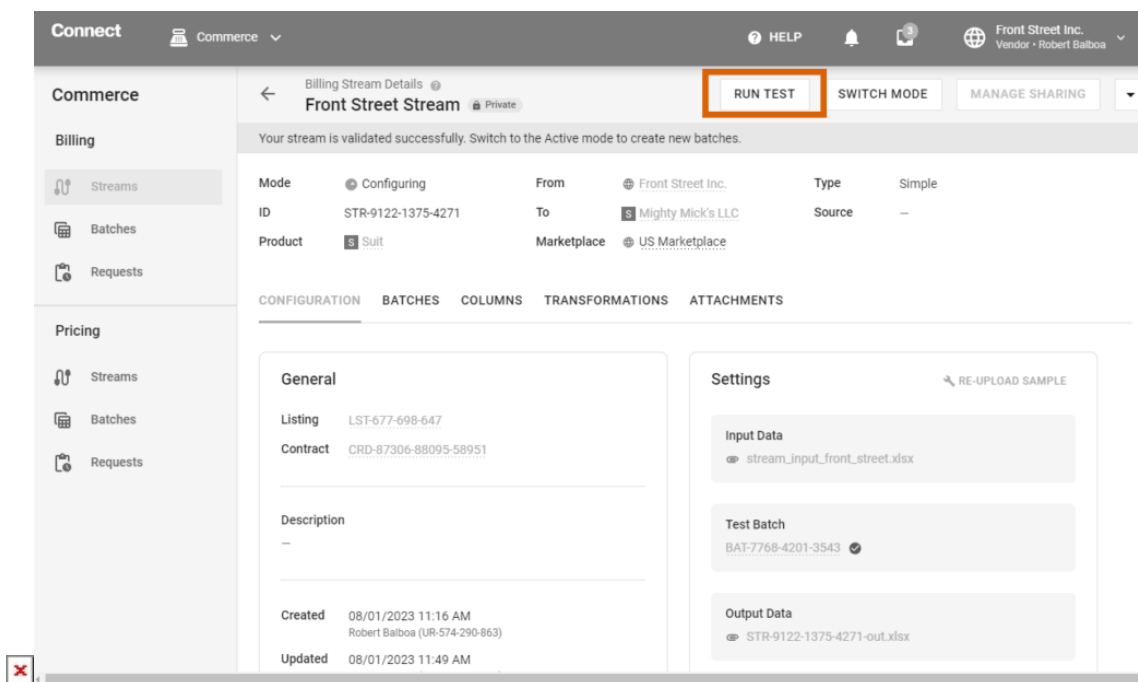 Connect
Commerce
HELP
3
Front Street Inc.
Vendor • Robert Balboa
Commerce
Billing
Streams
Batches
Requests
Pricing
Streams
Batches
Requests
Billing Stream Details
Front Street Stream Private
RUN TEST
SWITCH MODE
MANAGE SHARING
Your stream is validated successfully. Switch to the Active mode to create new batches.
Mode Configuring From Front Street Inc. Type Simple
ID STR-9122-1375-4271 To S Mighty Mick's LLC Source –
Product S Suit Marketplace US Marketplace
CONFIGURATION BATCHES COLUMNS TRANSFORMATIONS ATTACHMENTS
General
Listing LST-677-698-647
Contract CRD-87306-88095-58951
Description
–
Created 08/01/2023 11:16 AM
Robert Balboa (UR-574-290-863)
Updated 08/01/2023 11:49 AM
Settings RE-UPLOAD SAMPLE
Input Data
stream_input_front_street.xlsx
Test Batch
BAT-7768-4201-3543
Output Data
STR-9122-1375-4271-out.xlsx